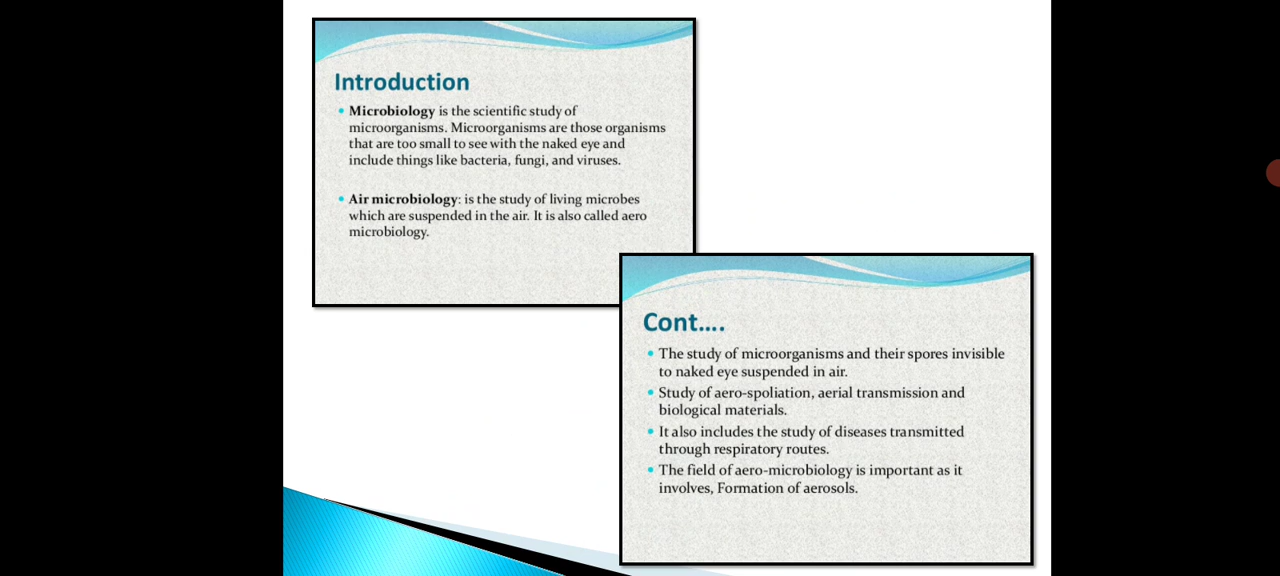 Introduction
• Microbiology is the scientific study of
microorganisms. Microorganisms are those organisms
that are too small to see with the naked eye and
include things like bacteria, fungi, and viruses.
• Air microbiology: is the study of living microbes
which are suspended in the air. It is also called aero
microbiology.
Cont....
• The study of microorganisms and their spores invisible
to naked eye suspended in air.
• Study of aero-spoliation, aerial transmission and
biological materials.
• It also includes the study of diseases transmitted
through respiratory routes.
• The field of aero-microbiology is important as it
involves, Formation of aerosols.